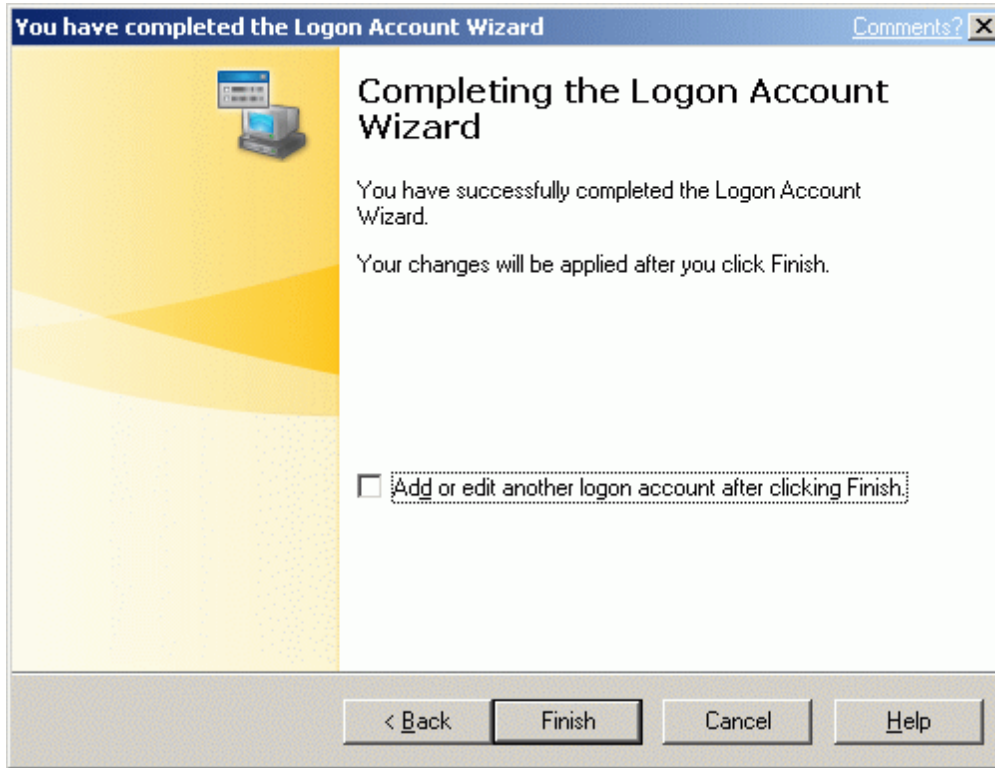 You have completed the Logon Account Wizard Comments?
Completing the Logon Account
Wizard
You have successfully completed the Logon Account
Wizard.
Your changes will be applied after you click Finish.
Add or edit another logon account after clicking Finish.
< Back Finish Cancel Help